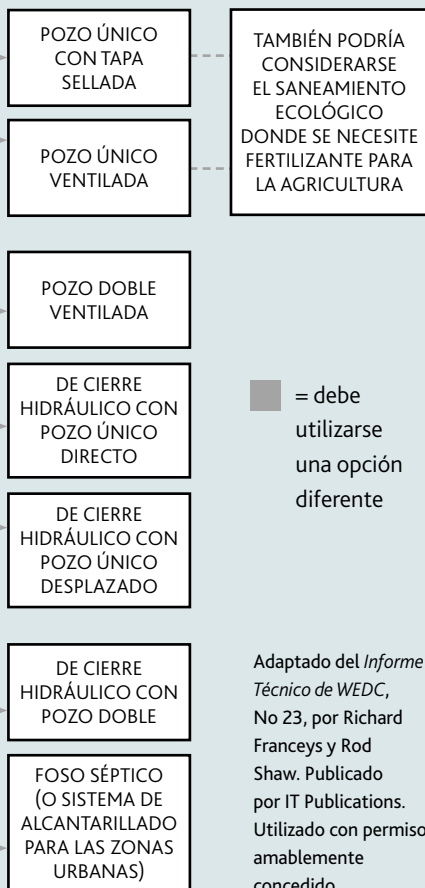 POZO ÚNICO
CON TAPA
SELLADA
TAMBIÉN PODRÍA
CONSIDERARSE
EL SANEAMIENTO
ECOLÓGICO
DONDE SE NECESITE
FERTILIZANTE PARA
LA AGRICULTURA
POZO ÚNICO
VENTILADA
POZO DOBLE
VENTILADA
DE CIERRE
HIDRÁULICO CON
POZO ÚNICO
DIRECTO
= debe
utilizarse
una opción
diferente
DE CIERRE
HIDRÁULICO CON
POZO ÚNICO
DESPLAZADO
DE CIERRE
HIDRÁULICO CON
POZO DOBLE
FOSO SÉPTICO
(O SISTEMA DE
ALCANTARILLADO
PARA LAS ZONAS
URBANAS)
Adaptado del Informe
Técnico de WEDC,
No 23, por Richard
Franceys y Rod
Shaw. Publicado
por IT Publications.
Utilizado con permiso
amablemente
concedido